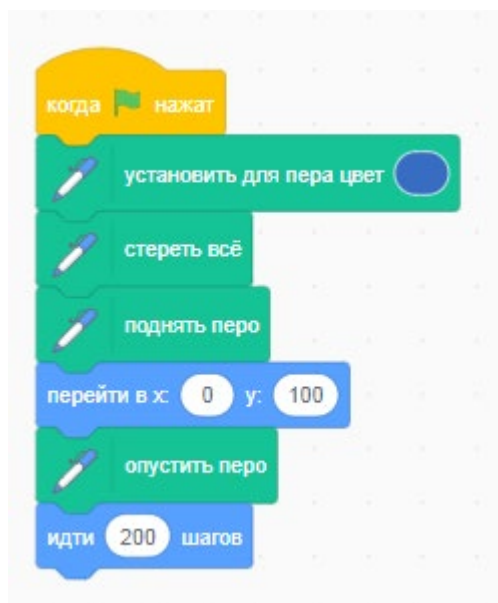 когда нажат
установить для пера цвет
стереть всё
поднять перо
перейти в x: 0 y: 100
опустить перо
идти 200 шагов